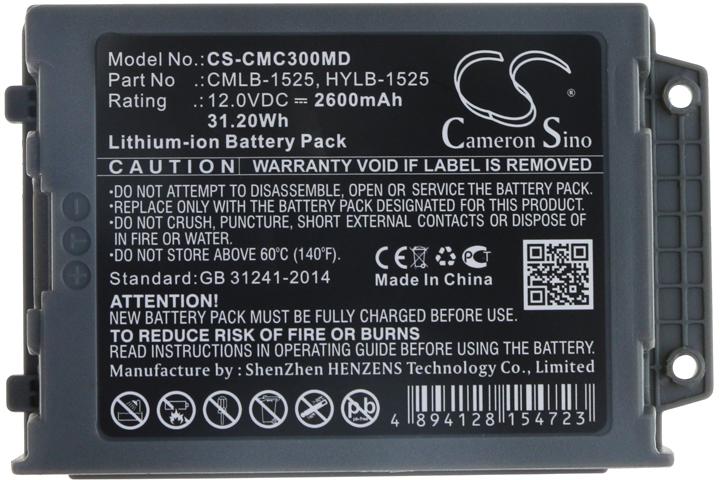 Model No. :CS-CMC300MD
Part No :CMLB-1525, HYLB-1525
Rating :12.0VDC ⎓ 2600mAh
31.20Wh
Lithium-ion Battery Pack
CS
®
Cameron Sino
CAUTION WARRANTY VOID IF LABEL IS REMOVED
•DO NOT ATTEMPT TO DISASSEMBLE, OPEN OR SERVICE THE BATTERY PACK.
•REPLACE ONLY WITH THE BATTERY PACK DESIGNATED FOR THIS PRODUCT.
•DO NOT CRUSH, PUNCTURE, SHORT EXTERNAL CONTACTS OR DISPOSE OF
IN FIRE OR WATER.
•DO NOT STORE ABOVE 60℃ (140℉).
Standard:GB 31241-2014
CE
Made In China
ATTENTION!
NEW BATTERY PACK MUST BE FULLY CHARGED BEFORE USE.
TO REDUCE RISK OF FIRE OR BURNS
READ INSTRUCTIONS IN OPERATING GUIDE BEFORE USING THE BATTERY.
Manufacture by : ShenZhen HENZENS Technology Co., Limited
- T +
pb
4 894128 154723